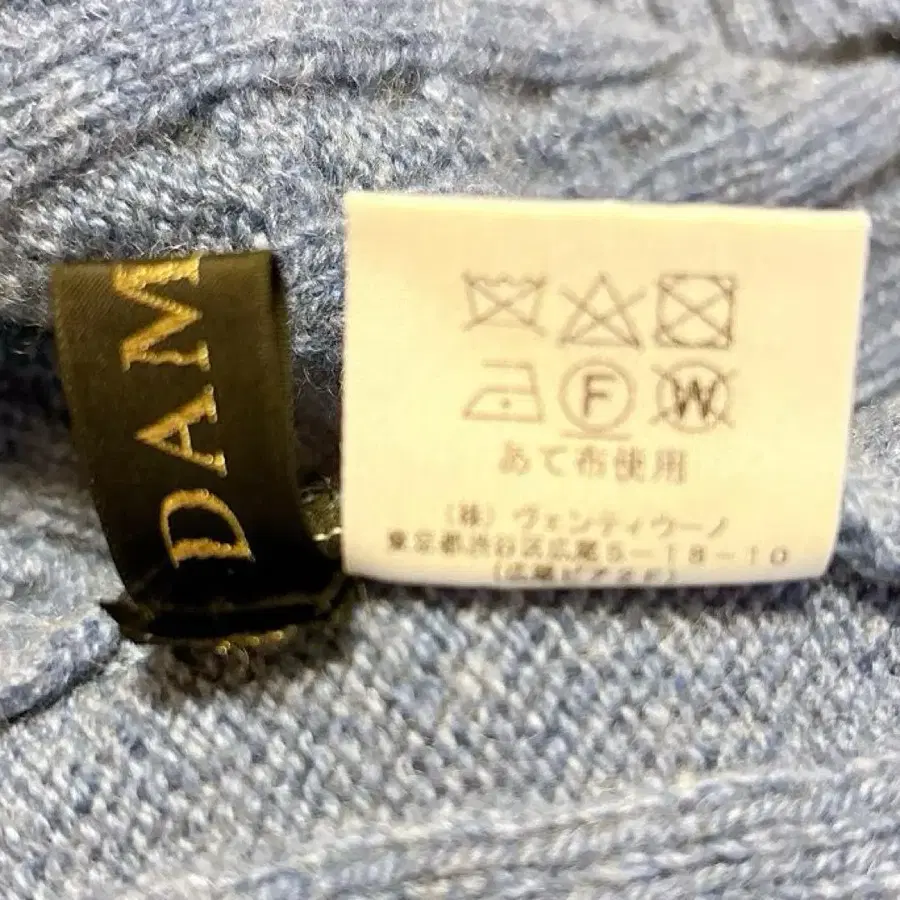 DAM
F W
あて布使用
(株) ヴェンティウーノ
東京都渋谷区広尾5-18-10